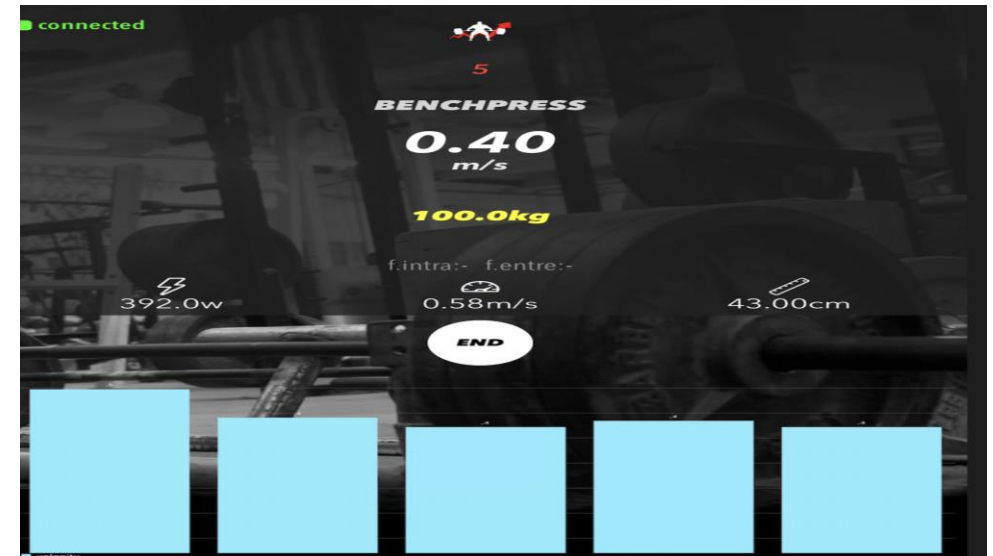 connected
5
BENCHPRESS
0.40
m/s
100.0kg
f.intra:- f.entre:-
392.0w
0.58m/s
43.00cm
END